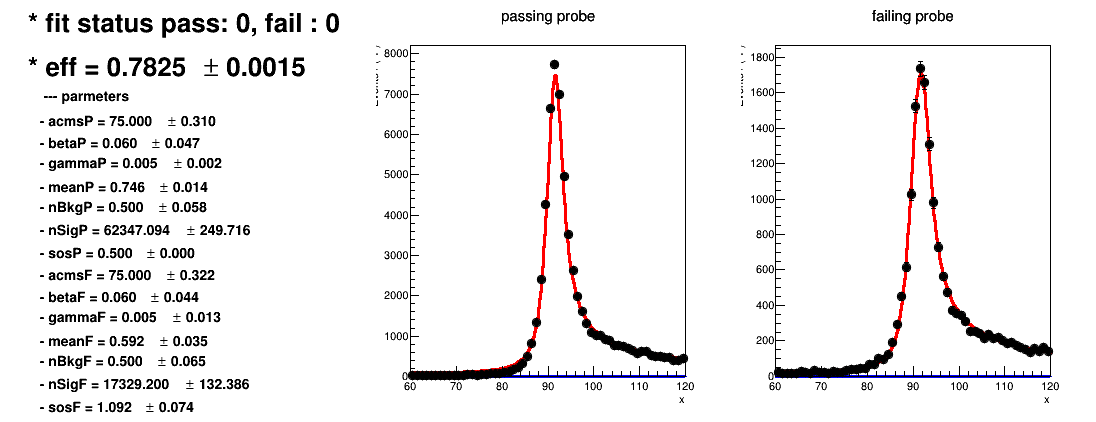 * fit status pass: 0, fail : 0
* eff = 0.7825 ± 0.0015
--- parmeters
- acmsP = 75.000 ± 0.310
- betaP = 0.060 ± 0.047
- gammaP = 0.005 ± 0.002
- meanP = 0.746 ± 0.014
- nBkgP = 0.500 ± 0.058
- nSigP = 62347.094 ± 249.716
- sosP = 0.500 ± 0.000
- acmsF = 75.000 ± 0.322
- betaF = 0.060 ± 0.044
- gammaF = 0.005 ± 0.013
- meanF = 0.592 ± 0.035
- nBkgF = 0.500 ± 0.065
- nSigF = 17329.200 ± 132.386
- sosF = 1.092 ± 0.074
passing probe
8000
7000
6000
5000
4000
3000
2000
1000
0
60 70 80 90 100 110 120
x
failing probe
1800
1600
1400
1200
1000
800
600
400
200
0
60 70 80 90 100 110 120
x